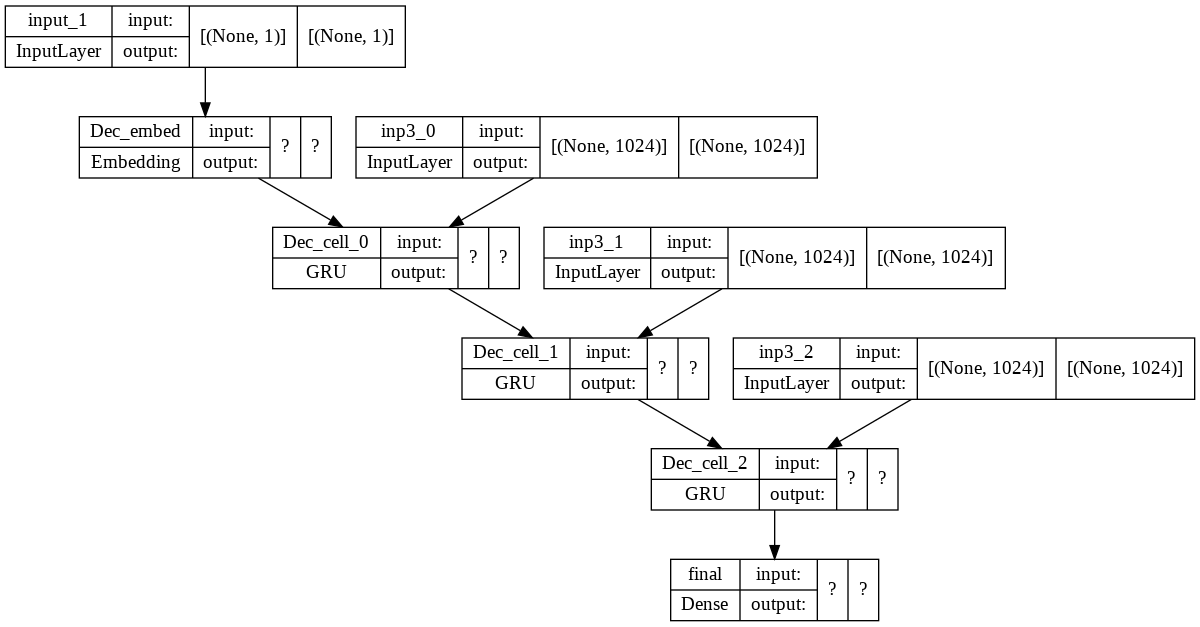 input_1 input: [(None, 1)] [(None, 1)]
InputLayer output:
Dec_embed input: ? ?
Embedding output:
inp3_0 input: [(None, 1024)] [(None, 1024)]
InputLayer output:
Dec_cell_0 input: ? ?
GRU output:
inp3_1 input: [(None, 1024)] [(None, 1024)]
InputLayer output:
Dec_cell_1 input: ? ?
GRU output:
inp3_2 input: [(None, 1024)] [(None, 1024)]
InputLayer output:
Dec_cell_2 input: ? ?
GRU output:
final input: ? ?
Dense output: